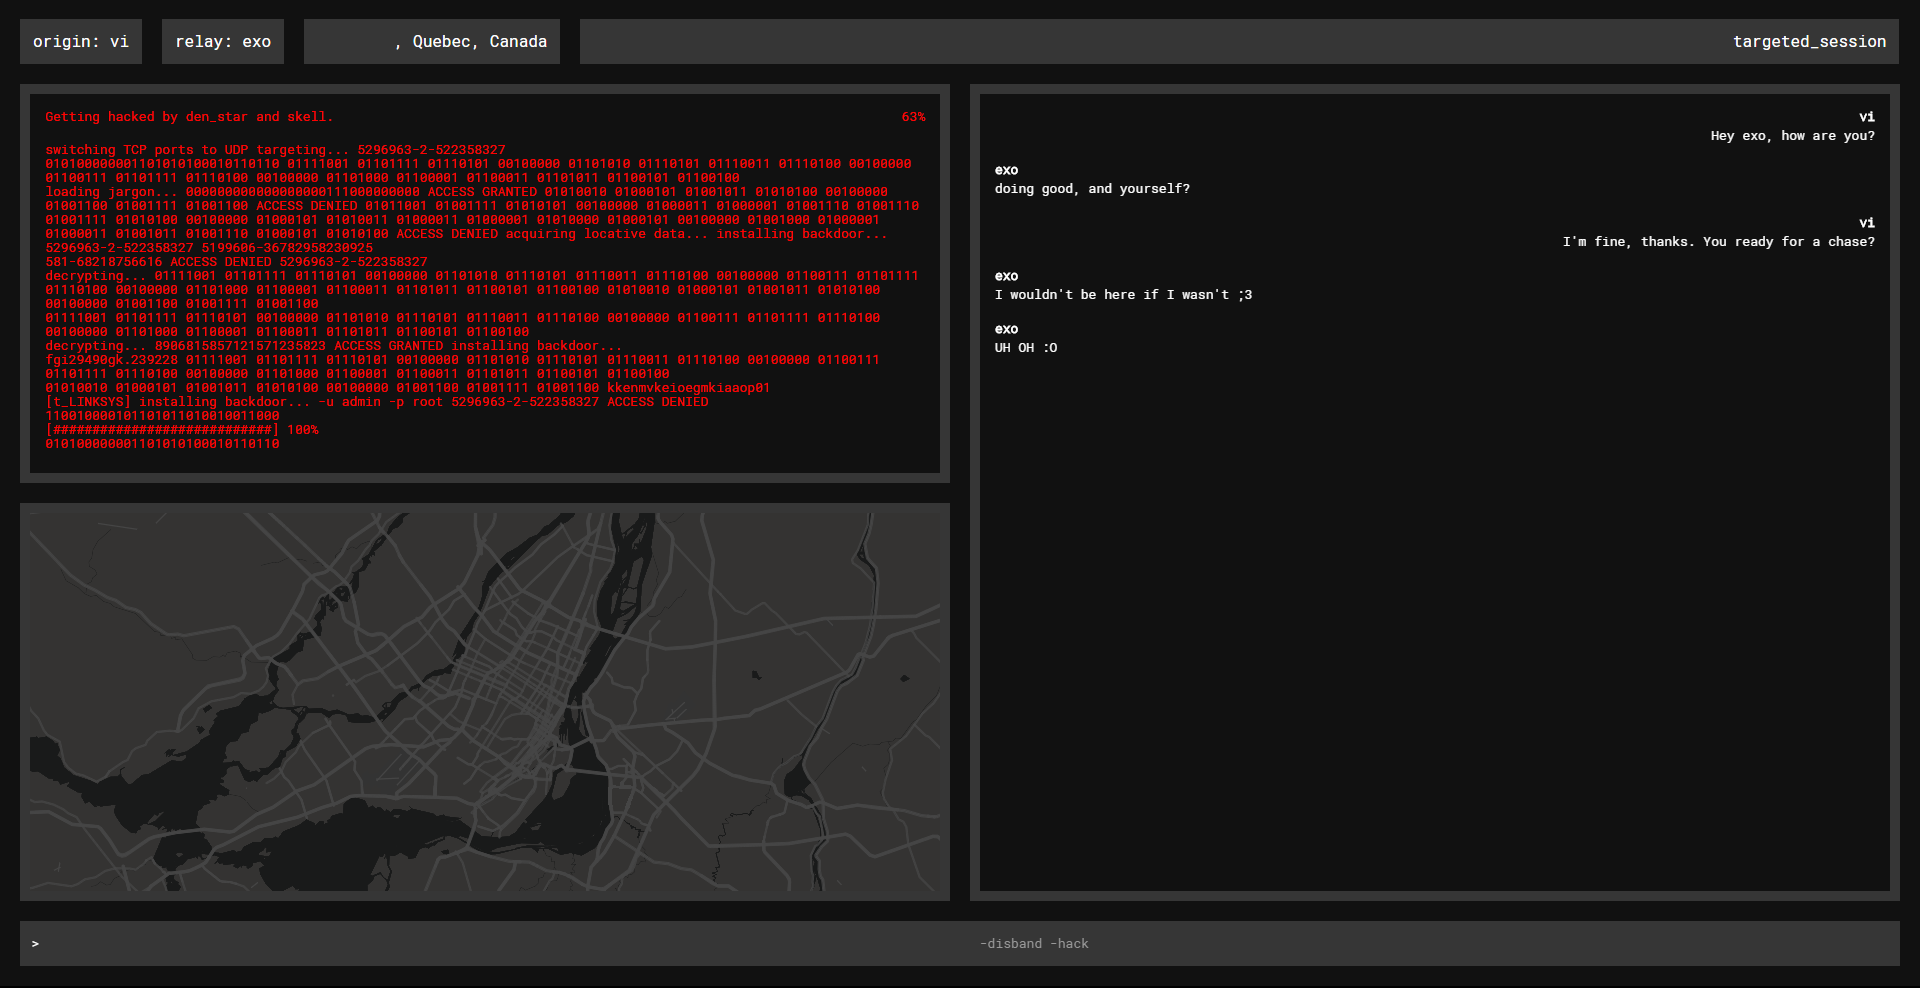 origin: vi
relay: exo
, Quebec, Canada
targeted_session
Getting hacked by den_star and skell.
63%
switching TCP ports to UDP targeting... 5296963-2-522358327
010100000001101010100010110110 01111001 01101111 01110101 00100000 01101010 01110101 01110011 01110100 00100000
01100111 01101111 01110100 00100000 01101000 01100001 01100011 01101011 01100101 01100100
loading jargon... 000000000000000000111000000000 ACCESS GRANTED 01010010 01000101 01001011 01010100 00100000
01001100 01001111 01001100 ACCESS DENIED 01011001 01001111 01010101 00100000 01000011 01000001 01001110 01001110
01001111 01010100 00100000 01000101 01010011 01000011 01000001 01010000 01000101 00100000 01001000 01000001
01000011 01001011 01001110 01000101 01010100 ACCESS DENIED acquiring locative data... installing backdoor...
5296963-2-522358327 5199606-36782958230925
581-68218756616 ACCESS DENIED 5296963-2-522358327
decrypting... 01111001 01101111 01110101 00100000 01101010 01110101 01110011 01110100 00100000 01100111 01101111
01110100 00100000 01101000 01100001 01100011 01101011 01100101 01100100 01010010 01000101 01001011 01010100
00100000 01001100 01001111 01001100
01111001 01101111 01110101 00100000 01101010 01110101 01110011 01110100 00100000 01100111 01101111 01110100
00100000 01101000 01100001 01100011 01101011 01100101 01100100
decrypting... 8906815857121571235823 ACCESS GRANTED installing backdoor...
fgi29490gk.239228 01111001 01101111 01110101 00100000 01101010 01110101 01110011 01110100 00100000 01100111
01101111 01110100 00100000 01101000 01100001 01100011 01101011 01100101 01100100
01010010 01000101 01001011 01010100 00100000 01001100 01001111 01001100 kkenmvkeioegmkiaaop01
[t_LINKSYS] installing backdoor... -u admin -p root 5296963-2-522358327 ACCESS DENIED
110010000101101011010010011000
[############################] 100%
010100000001101010100010110110
vi
Hey exo, how are you?
exo
doing good, and yourself?
vi
I'm fine, thanks. You ready for a chase?
exo
I wouldn't be here if I wasn't ;3
exo
UH OH :O
>
-disband -hack